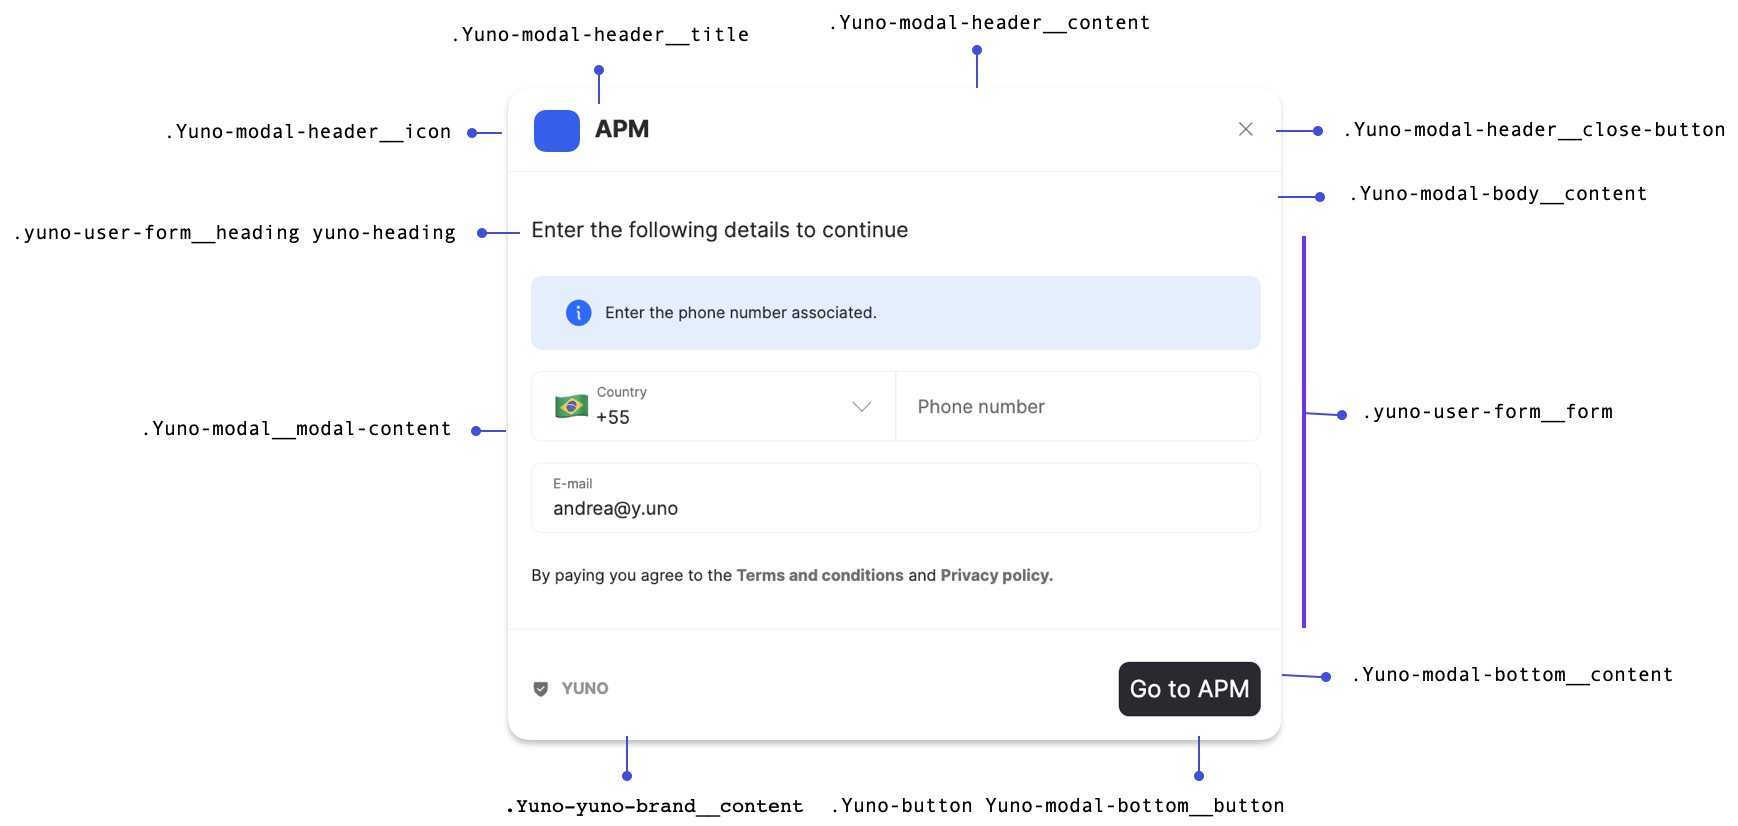 .Yuno-modal-header__title
.Yuno-modal-header__content
.Yuno-modal-header__icon
APM
.Yuno-modal-header__close-button
.Yuno-modal-body__content
.yuno-user-form__heading yuno-heading
Enter the following details to continue
Enter the phone number associated.
Country
+55
Phone number
.yuno-user-form__form
.Yuno-modal__modal-content
E-mail
andrea@y.uno
By paying you agree to the Terms and conditions and Privacy policy.
YUNO
Go to APM
.Yuno-modal-bottom__content
.Yuno-yuno-brand__content
.Yuno-button Yuno-modal-bottom__button